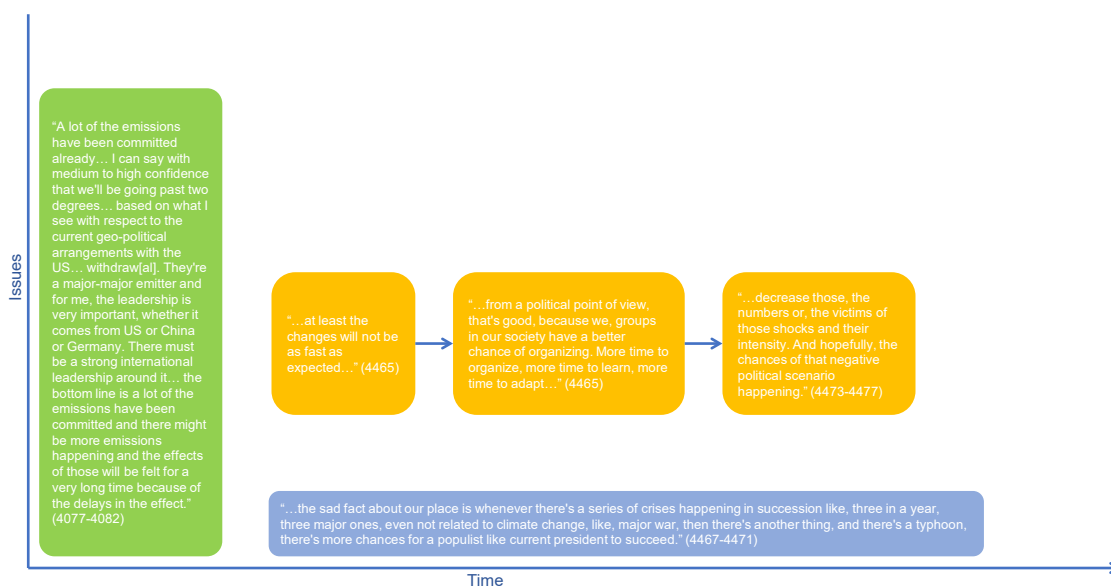 Issues
“A lot of the emissions
have been committed
already… I can say with
medium to high confidence
that we'll be going past two
degrees… based on what I
see with respect to the
current geo-political
arrangements with the
US… withdraw[al]. They're
a major-major emitter and
for me, the leadership is
very important, whether it
comes from US or China
or Germany. There must
be a strong international
leadership around it… the
bottom line is a lot of the
emissions have been
committed and there might
be more emissions
happening and the effects
of those will be felt for a
very long time because of
the delays in the effect.”
(4077-4082)
“…at least the
changes will not be
as fast as
expected…” (4465)
“…from a political point of view,
that's good, because we, groups
in our society have a better
chance of organizing. More time to
organize, more time to learn, more
time to adapt…” (4465)
“…decrease those, the
numbers or, the victims of
those shocks and their
intensity. And hopefully, the
chances of that negative
political scenario
happening.” (4473-4477)
“…the sad fact about our place is whenever there's a series of crises happening in succession like, three in a year,
three major ones, even not related to climate change, like, major war, then there's another thing, and there's a typhoon,
there's more chances for a populist like current president to succeed.” (4467-4471)
Time